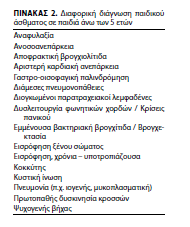 ΠΙΝΑΚΑΣ 2. Διαφορική διάγνωση παιδικού
άσθματος σε παιδιά άνω των 5 ετών
Αναφυλαξία
Ανοσοανεπάρκεια
Αποφρακτική βρογχιολίτιδα
Αριστερή καρδιακή ανεπάρκεια
Γαστρο-οισοφαγική παλινδρόμηση
Διάμεσες πνευμονοπάθειες
Διογκωμένοι παρατραχειακοί λεμφαδένες
Δυσλειτουργία φωνητικών χορδών / Κρίσεις
πανικού
Εμμένουσα βακτηριακή βρογχίτιδα / Βρογχε-
κτασία
Εισρόφηση ξένου σώματος
Εισρόφηση, χρόνια – υποτροπιάζουσα
Κοκκύτης
Κυστική ίνωση
Πνευμονία (π.χ. ιογενής, μυκοπλασματική)
Πρωτοπαθής δυσκινησία κροσσών
Ψυχογενής βήχας